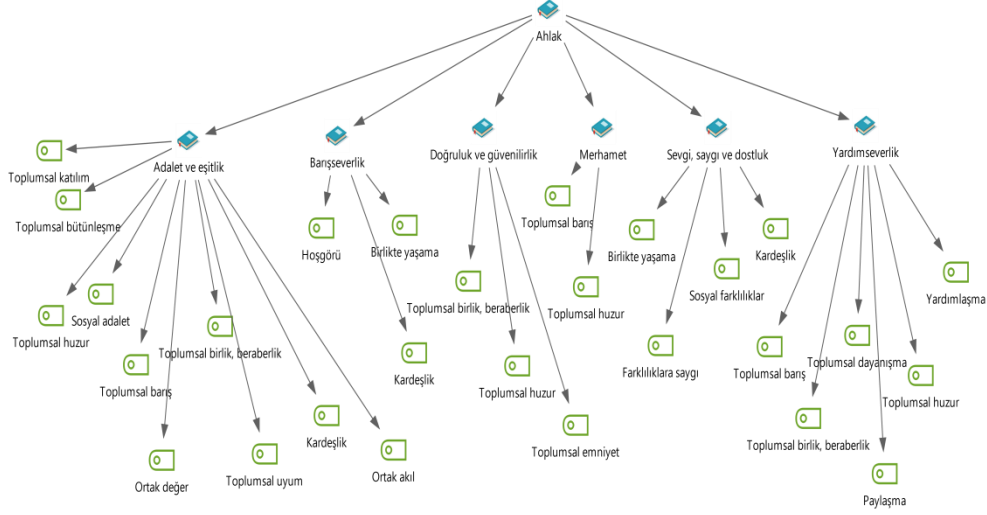 Ahlak
Adalet ve eşitlik
Barışseverlik
Doğruluk ve güvenilirlik
Merhamet
Sevgi, saygı ve dostluk
Yardımseverlik
Toplumsal katılım
Toplumsal bütünleşme
Toplumsal huzur
Sosyal adalet
Toplumsal barış
Ortak değer
Toplumsal birlik, beraberlik
Toplumsal uyum
Kardeşlik
Ortak akıl
Hoşgörü
Kardeşlik
Birlikte yaşama
Toplumsal birlik, beraberlik
Toplumsal huzur
Toplumsal emniyet
Toplumsal barış
Toplumsal huzur
Birlikte yaşama
Farklılıklara saygı
Sosyal farklılıklar
Kardeşlik
Toplumsal barış
Toplumsal birlik, beraberlik
Toplumsal dayanışma
Paylaşma
Toplumsal huzur
Yardımlaşma